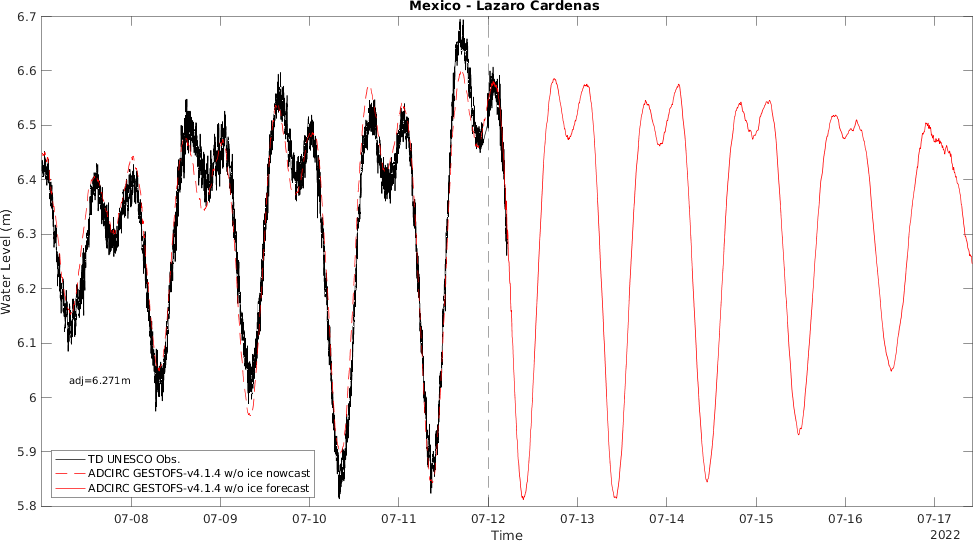 Mexico - Lazaro Cardenas
6.7
6.6
6.5
6.4
6.3
6.2
6.1
6
5.9
5.8
Water Level (m)
adj=6.271m
TD UNESCO Obs.
ADCIRC GESTOFS-v4.1.4 w/o ice nowcast
ADCIRC GESTOFS-v4.1.4 w/o ice forecast
07-08 07-09 07-10 07-11 07-12 07-13 07-14 07-15 07-16 07-17
Time
2022